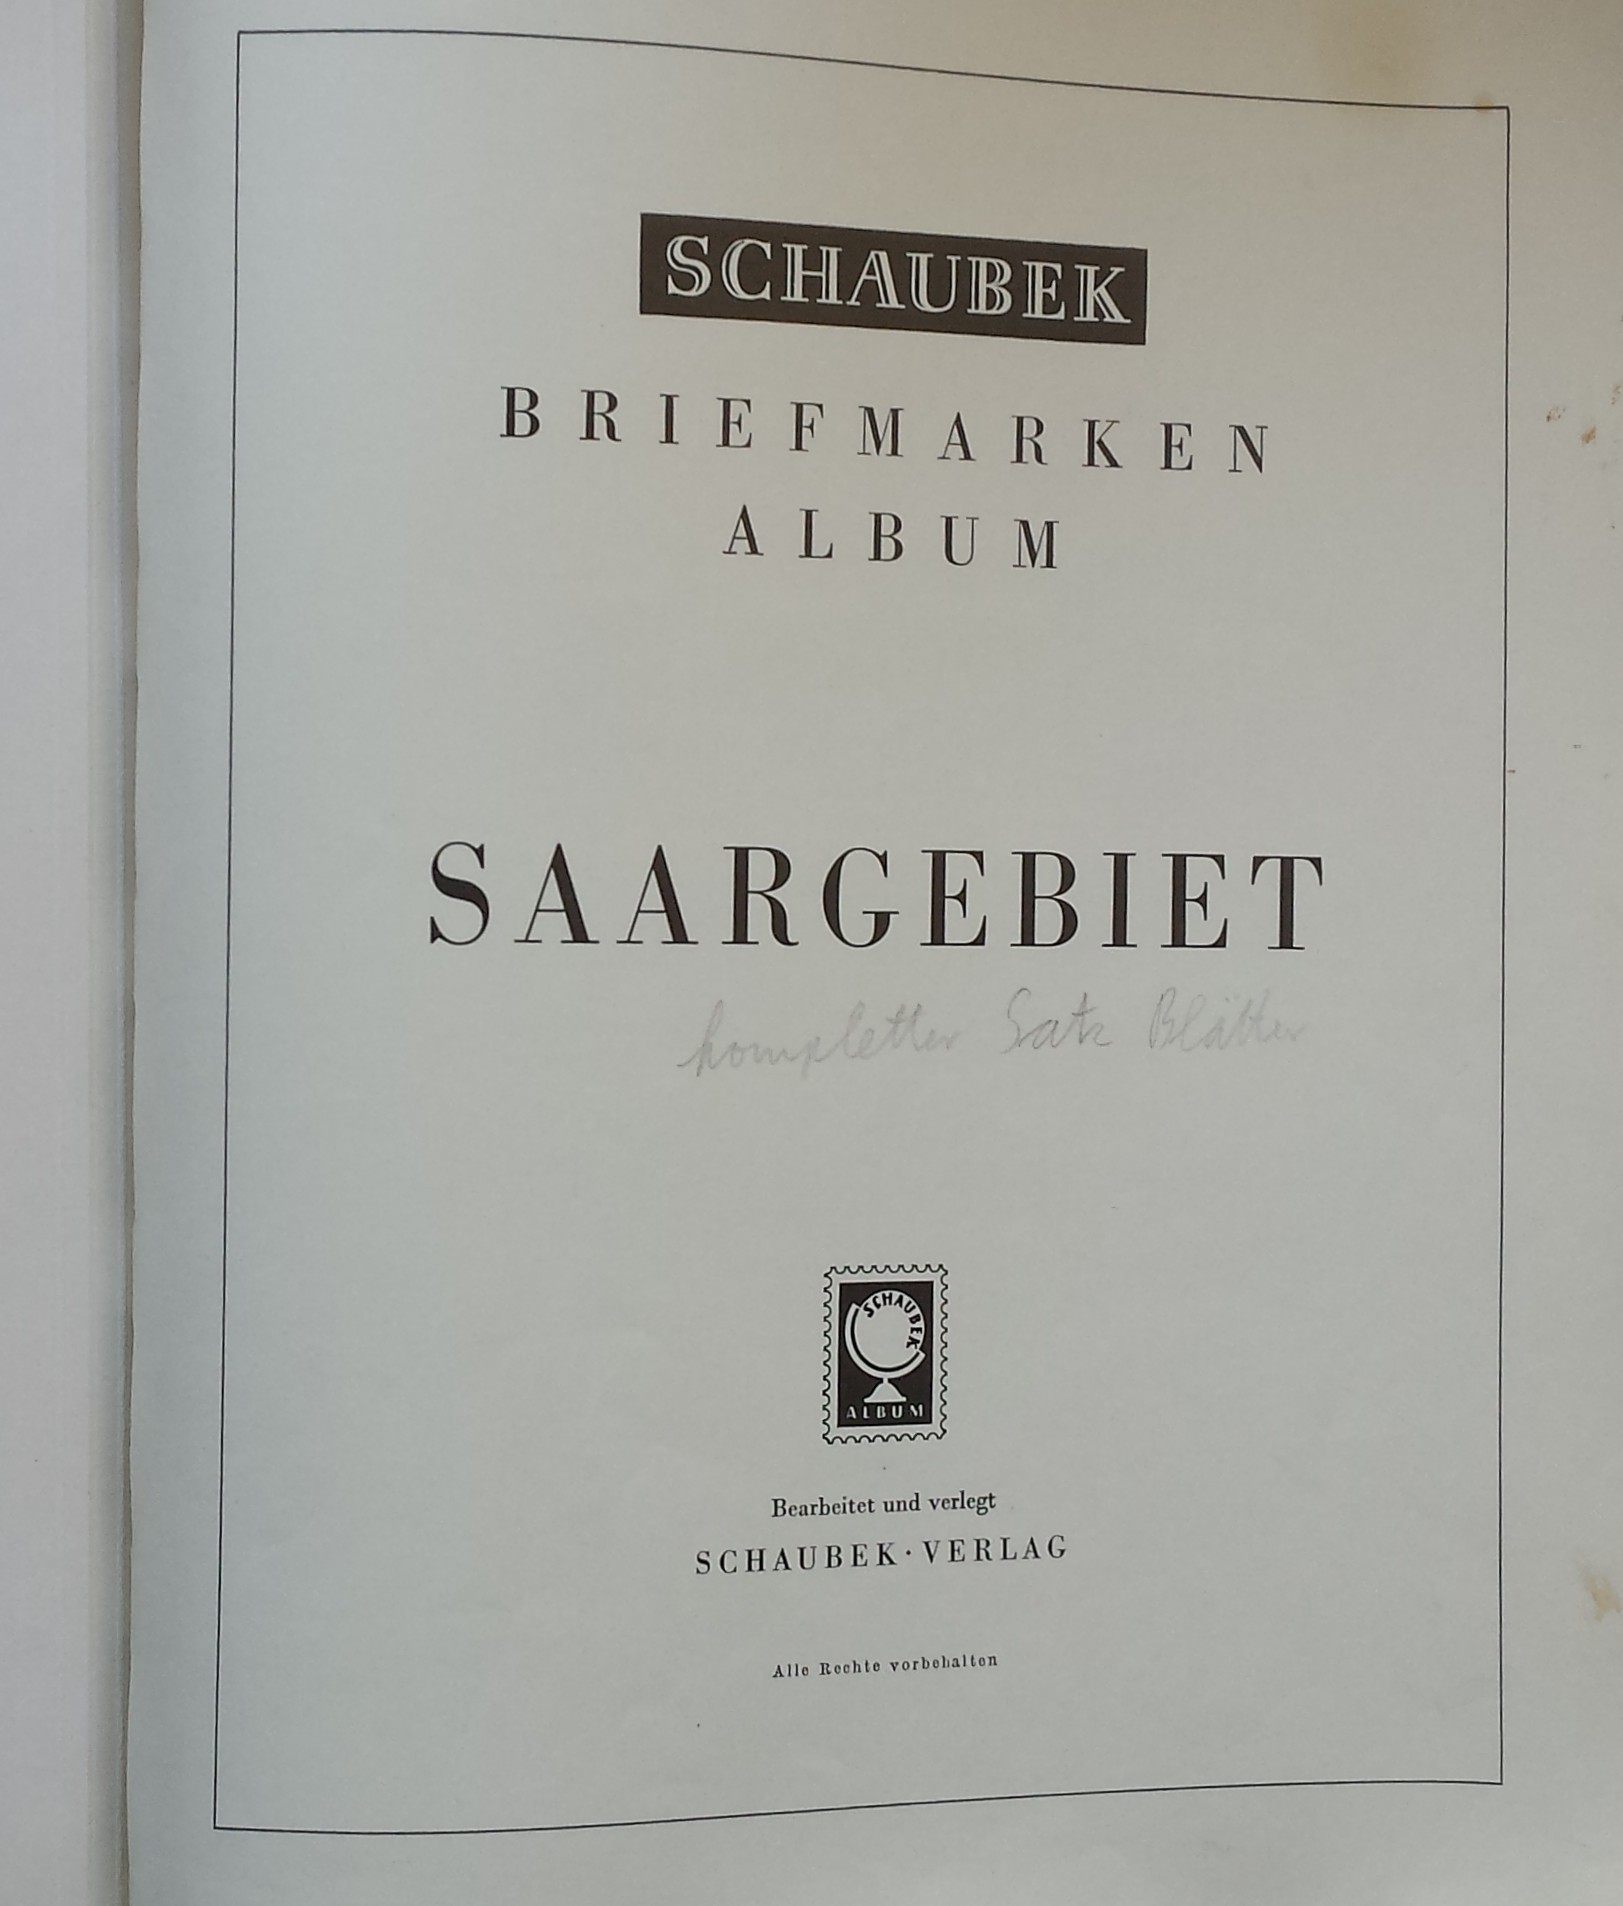 SCHAUBEK
BRIEFMARKEN
ALBUM
SAARGEBIET
kompletter Satz Blätter
SCHAUBEK
ALBUM
Bearbeitet und verlegt
SCHAUBEK·VERLAG
Alle Rechte vorbehalten